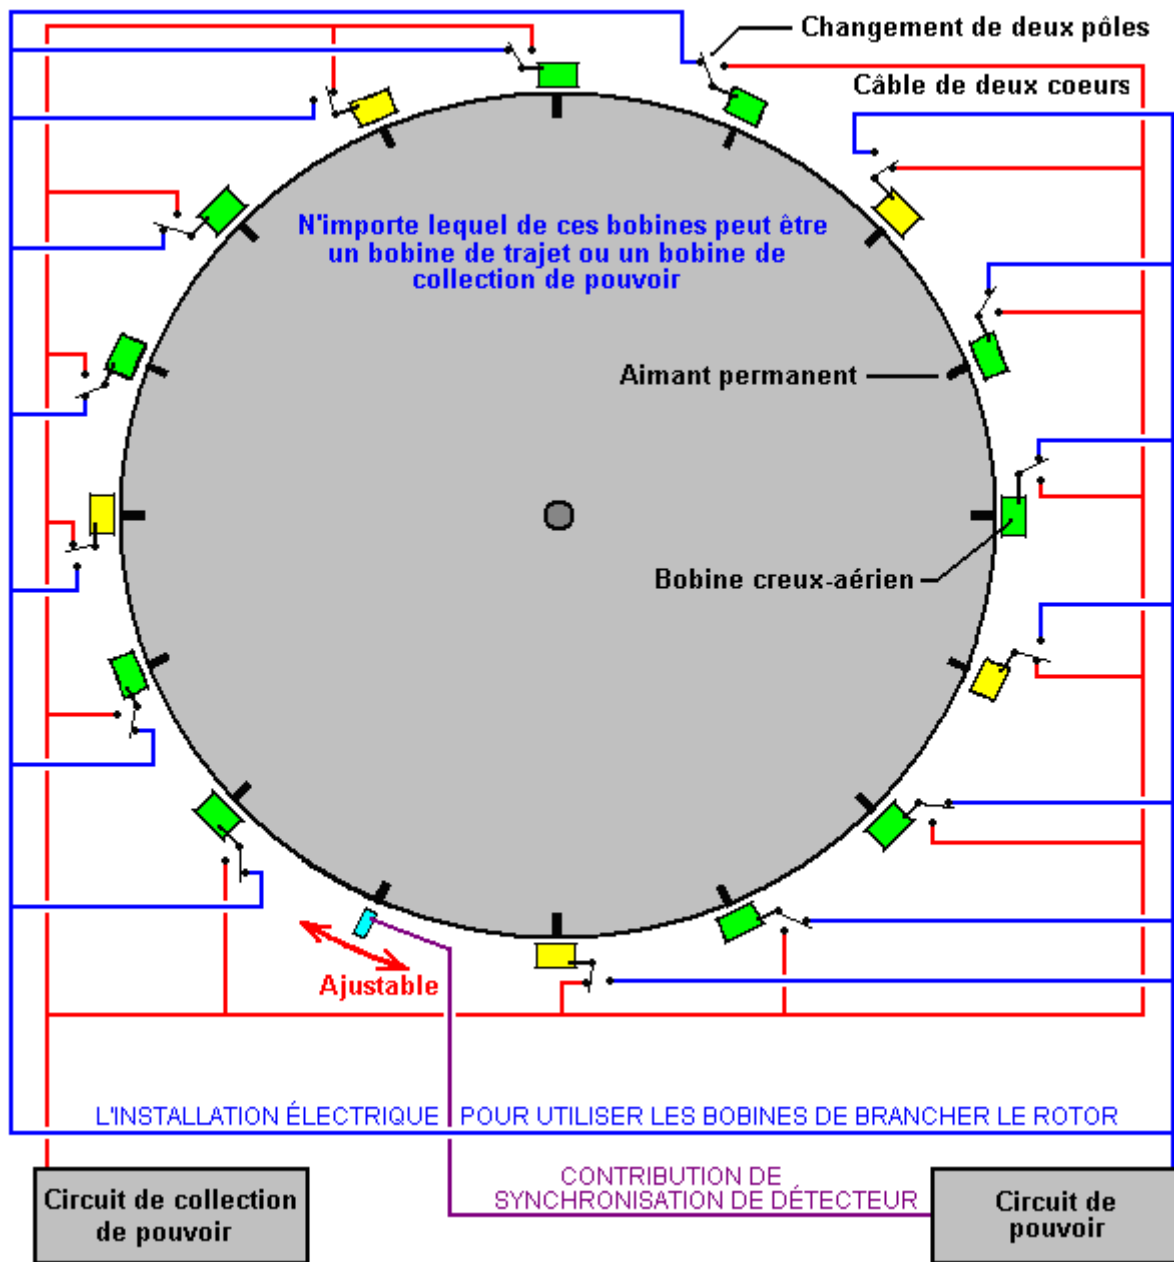 Changement de deux pôles
Câble de deux coeurs
N'importe lequel de ces bobines peut être
un bobine de trajet ou un bobine de
collection de pouvoir
Aimant permanent
Bobine creux-aérien
Ajustable
L'INSTALLATION ÉLECTRIQUE POUR UTILISER LES BOBINES DE BRANCHER LE ROTOR
CONTRIBUTION DE
SYNCHRONISATION DE DÉTECTEUR
Circuit de collection
de pouvoir
Circuit de
pouvoir